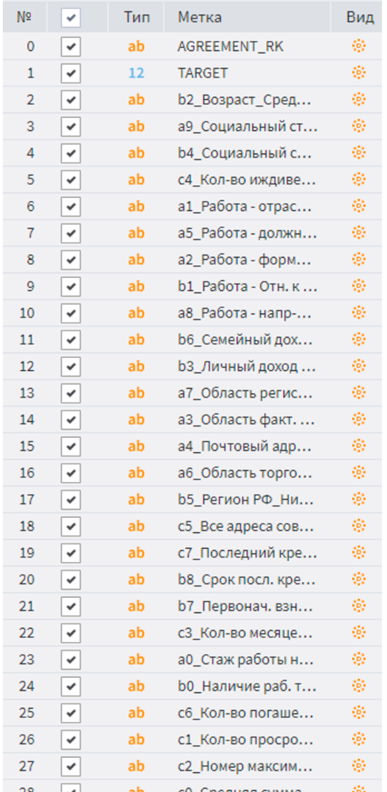 № Тип Метка Вид
0 ab AGREEMENT_RK
1 12 TARGET
2 ab b2_Возраст_Сред...
3 ab a9_Социальный ст...
4 ab b4_Социальный с...
5 ab c4_Кол-во иждиве...
6 ab a1_Работа - отрас...
7 ab a5_Работа - должн...
8 ab a2_Работа - форм...
9 ab b1_Работа - Отн. к ...
10 ab a8_Работа - напр-...
11 ab b6_Семейный дох...
12 ab b3_Личный доход ...
13 ab a7_Область регис...
14 ab a3_Область факт. ...
15 ab a4_Почтовый адр...
16 ab a6_Область торго...
17 ab b5_Регион РФ_Ни...
18 ab c5_Все адреса сов...
19 ab c7_Последний кре...
20 ab b8_Срок посл. кре...
21 ab b7_Первонач. взн...
22 ab c3_Кол-во месяце...
23 ab a0_Стаж работы н...
24 ab b0_Наличие раб. т...
25 ab c6_Кол-во погаше...
26 ab c1_Кол-во просро...
27 ab c2_Номер максим...
28 ab c0_Средняя сумма...